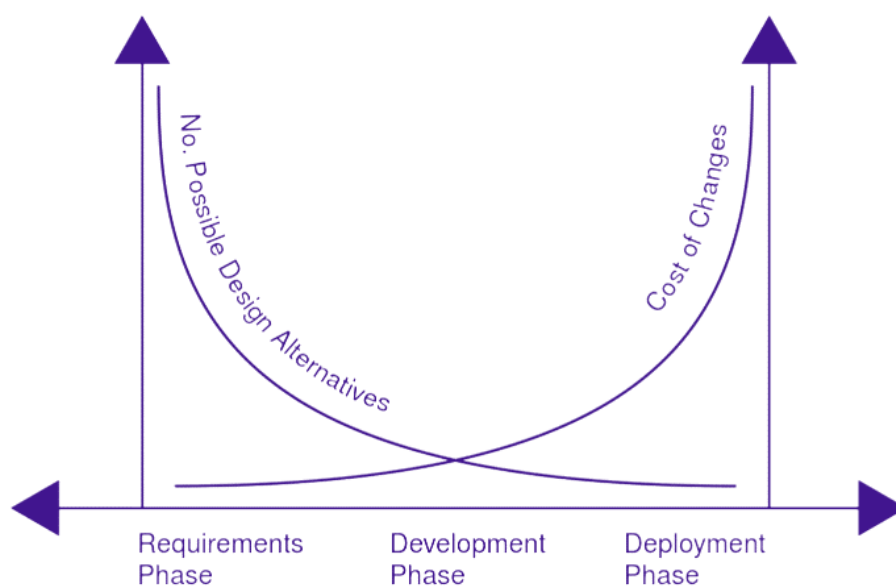 No. Possible Design Alternatives
Cost of Changes
Requirements
Phase
Development
Phase
Deployment
Phase